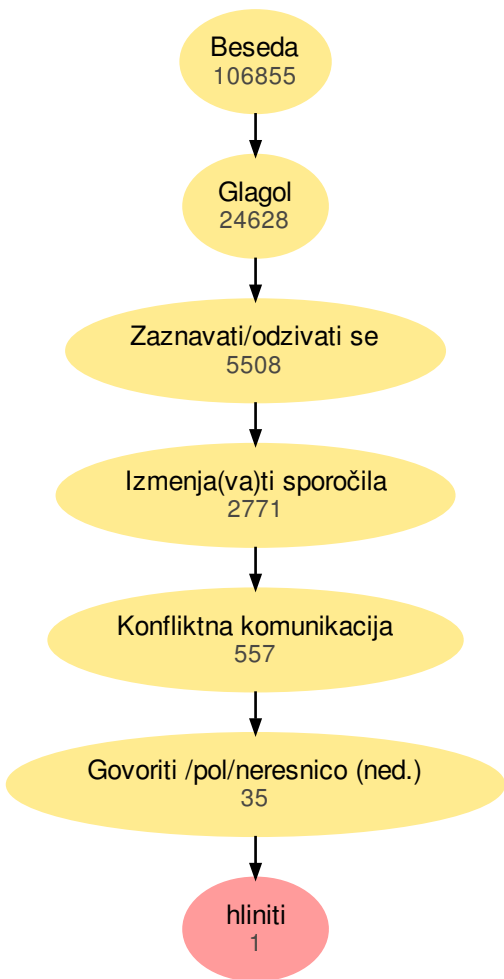 Beseda
106855
Glagol
24628
Zaznavati/odzivati se
5508
Izmenja(va)ti sporočila
2771
Konfliktna komunikacija
557
Govoriti /pol/neresnico (ned.)
35
hliniti
1